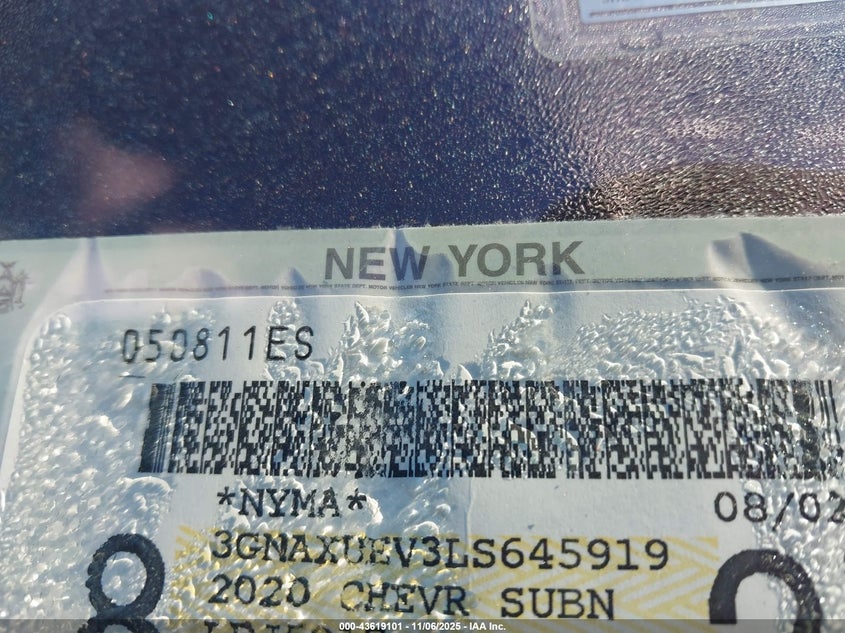 NEW YORK
050811ES
*NYMA*
08/02
3GNAXUEV3LS645919
2020 CHEVR SUBN
000-43619101 - 11/06/2025 - IAA Inc.